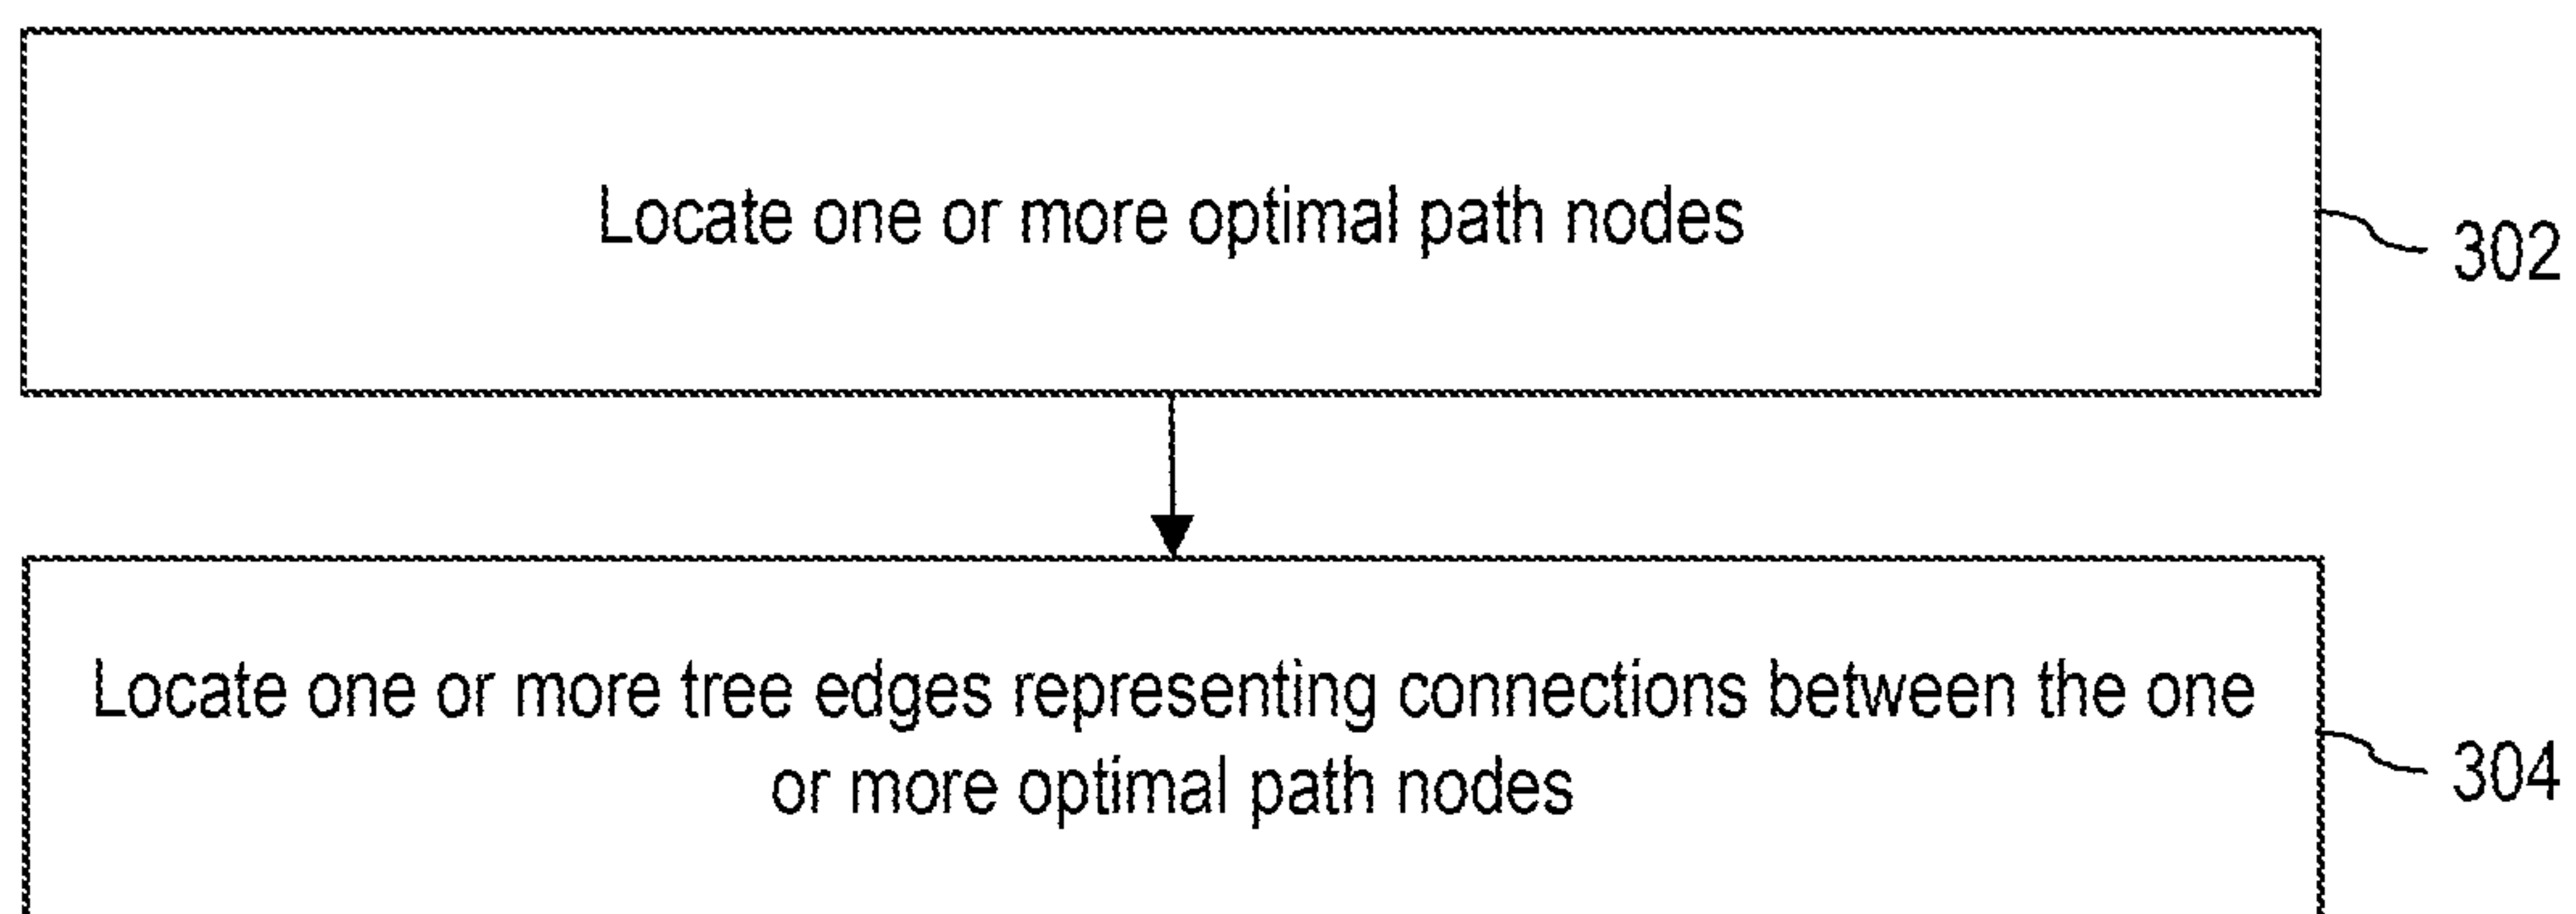 Locate one or more optimal path nodes
302
Locate one or more tree edges representing connections between the one
or more optimal path nodes
304